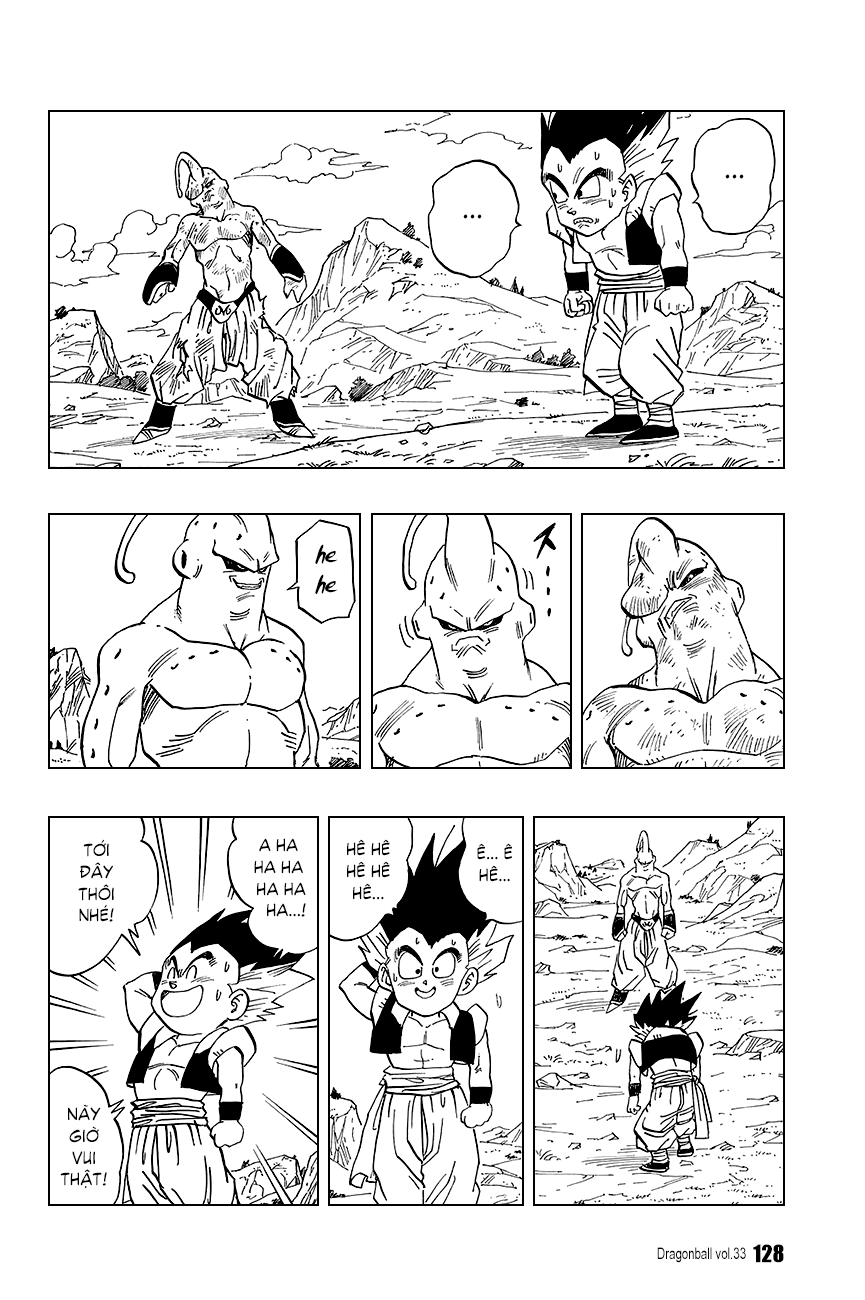 ...
...
ス....
he
he
Ê... Ê
HÊ...
HÊ HÊ
HÊ HÊ
HÊ...
A HA
HA HA
HA HA
HA...!
TỚI
ĐÂY
THÔI
NHÉ!
NÃY
GIỜ
VUI
THẬT!
Dragonball vol.33 128